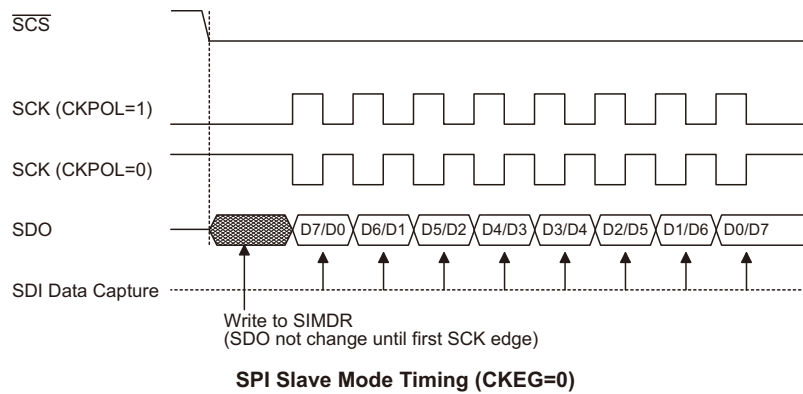 SCS
SCK (CKPOL=1)
SCK (CKPOL=0)
SDO D7/D0 D6/D1 D5/D2 D4/D3 D3/D4 D2/D5 D1/D6 D0/D7
SDI Data Capture
Write to SIMDR
(SDO not change until first SCK edge)
SPI Slave Mode Timing (CKEG=0)